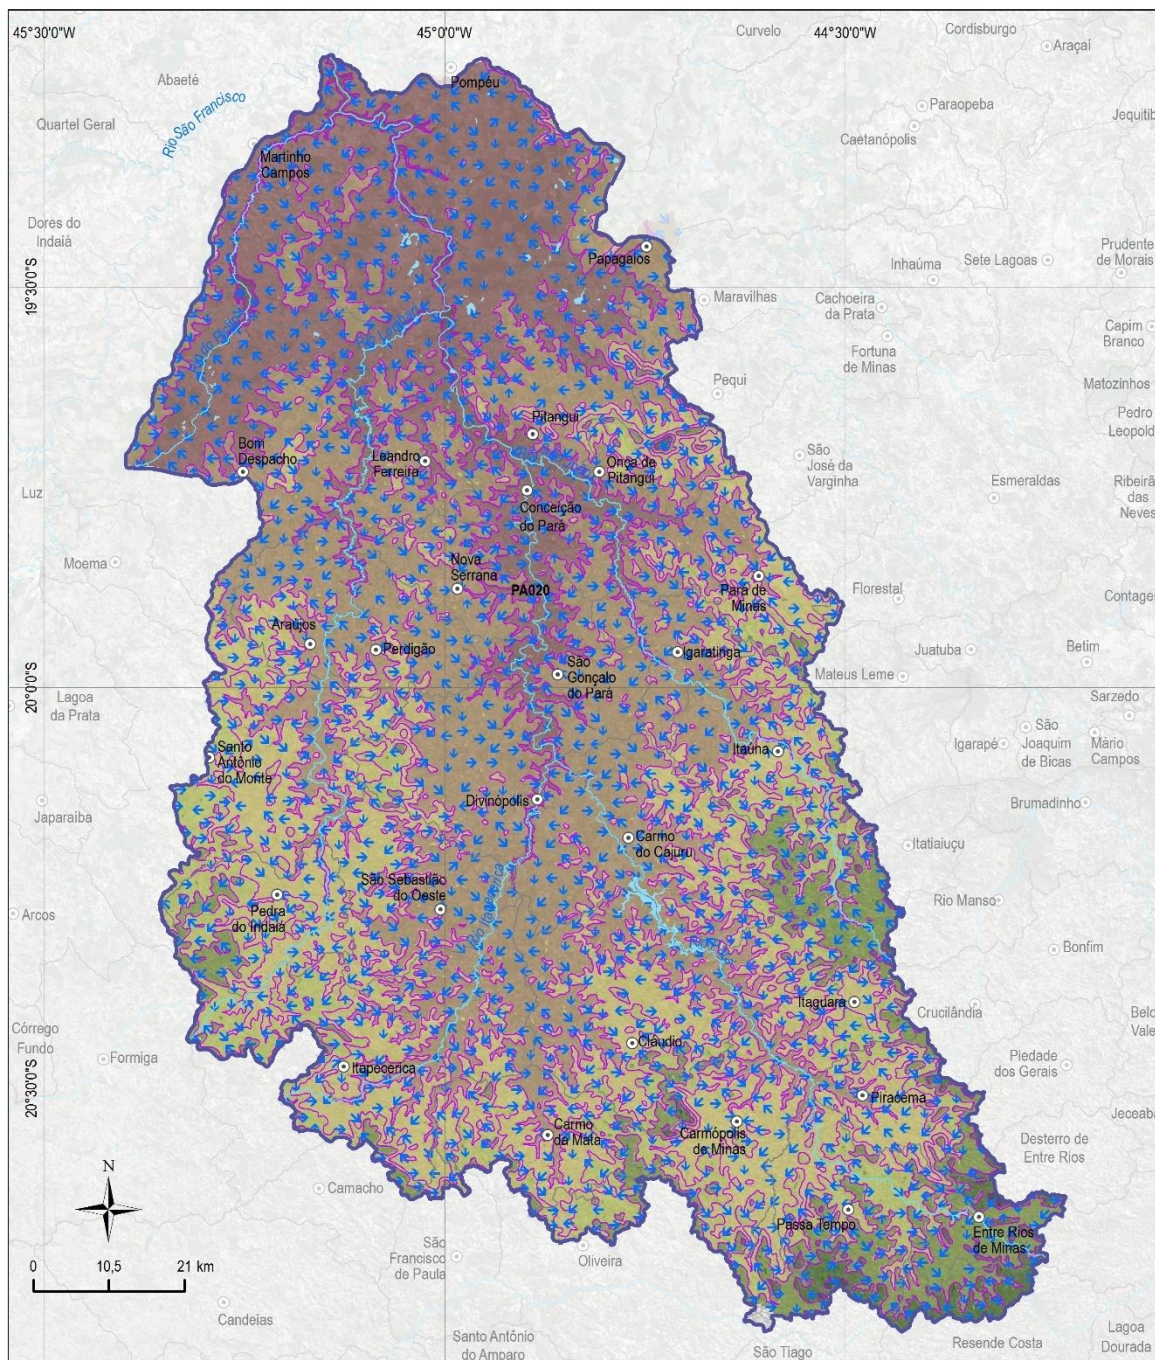 45°30'0"W
45°0'0"W
44°30'0"W
Curvelo
Cordisburgo
Araçaí
Abaeté
Pompéu
Paraopeba
Quartel Geral
Rio São Francisco
Caetanópolis
Jequitib
Martinho
Campos
Dores do
Indaiá
Papagaios
Prudente
de Morais
Inhaúma
Sete Lagoas
19°30'0"S
Maravilhas
Cachoeira
da Prata
Capim
Branco
Fortuna
de Minas
Pequi
Matozinhos
Pedro
Leopold
Pitangui
Bom
Despacho
Leandro
Ferreira
Onça de
Pitangui
São
José da
Varginha
Luz
Esmeraldas
Ribeirã
das
Neves
Conceição
do Pará
Moema
Nova
Serrana
PA020
Pará de
Minas
Florestal
Contagem
Araújos
Perdigão
Igaratinga
Juatuba
Betim
São
Gonçalo
do Pará
Mateus Leme
20°0'0"S
Lagoa
da Prata
Sarzedo
Santo
Antônio
do Monte
Itaúna
Igarapé
São
Joaquim
de Bicas
Mário
Campos
Japaraíba
Divinópolis
Brumadinho
Carmo
do Cajuru
Itatiaiuçu
São Sebastião
do Oeste
Rio Itapecerica
Pedra
do Indaiá
Arcos
Rio Manso
Bonfim
Itaguara
Crucilândia
Belo
Vale
Córrego
Fundo
Formiga
Cláudio
Piedade
dos Gerais
Itapecerica
20°30'0"S
Piracema
Jeceaba
Carmo
da Mata
Carmópolis
de Minas
Desterro de
Entre Rios
N
Camacho
Passa Tempo
Entre Rios
de Minas
São
Francisco
de Paula
Oliveira
0 10,5 21 km
Candeias
Santo Antônio
do Amparo
São Tiago
Resende Costa
Lagoa
Dourada